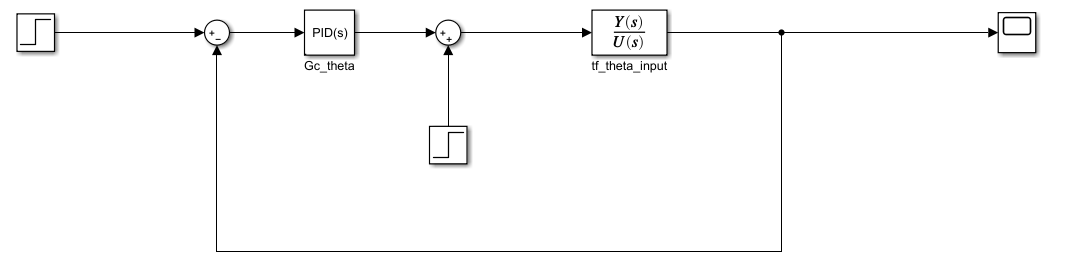 +
−
PID(s)
Gc_theta
+
+
Y(s)
U(s)
tf_theta_input